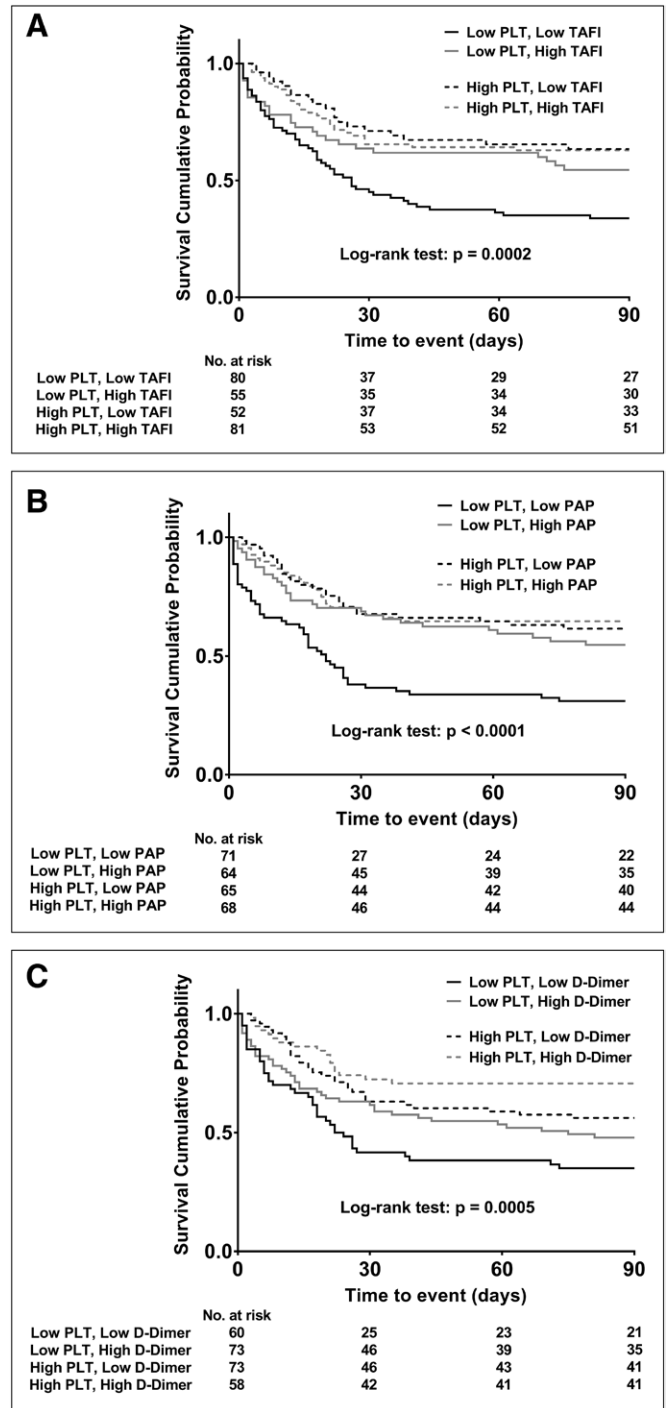 A
Low PLT, Low TAFI
Low PLT, High TAFI
High PLT, Low TAFI
High PLT, High TAFI
Survival Cumulative Probability
1.0
0.5
0.0
Log-rank test: p = 0.0002
0 30 60 90
Time to event (days)
No. at risk
Low PLT, Low TAFI 80 37 29 27
Low PLT, High TAFI 55 35 34 30
High PLT, Low TAFI 52 37 34 33
High PLT, High TAFI 81 53 52 51
B
Low PLT, Low PAP
Low PLT, High PAP
High PLT, Low PAP
High PLT, High PAP
Survival Cumulative Probability
1.0
0.5
0.0
Log-rank test: p < 0.0001
0 30 60 90
Time to event (days)
No. at risk
Low PLT, Low PAP 71 27 24 22
Low PLT, High PAP 64 45 39 35
High PLT, Low PAP 65 44 42 40
High PLT, High PAP 68 46 44 44
C
Low PLT, Low D-Dimer
Low PLT, High D-Dimer
High PLT, Low D-Dimer
High PLT, High D-Dimer
Survival Cumulative Probability
1.0
0.5
0.0
Log-rank test: p = 0.0005
0 30 60 90
Time to event (days)
No. at risk
Low PLT, Low D-Dimer 60 25 23 21
Low PLT, High D-Dimer 73 46 39 35
High PLT, Low D-Dimer 73 46 43 41
High PLT, High D-Dimer 58 42 41 41